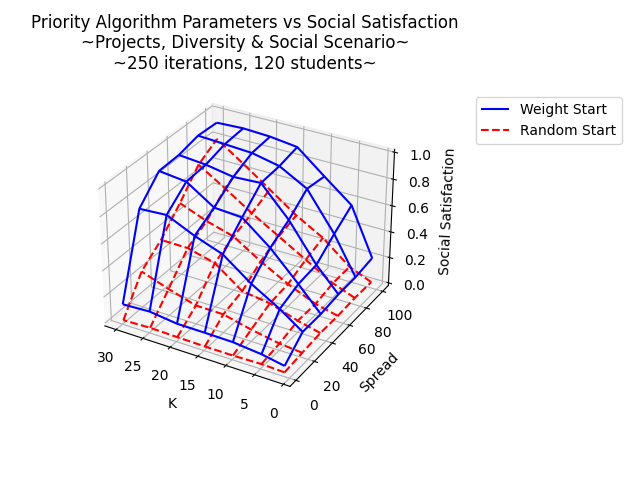 Priority Algorithm Parameters vs Social Satisfaction
~Projects, Diversity & Social Scenario~
~250 iterations, 120 students~
Weight Start
Random Start
1.0
0.8
0.6
0.4
0.2
0.0
Social Satisfaction
100
80
60
40
20
0
Spread
30
25
20
15
10
5
0
K